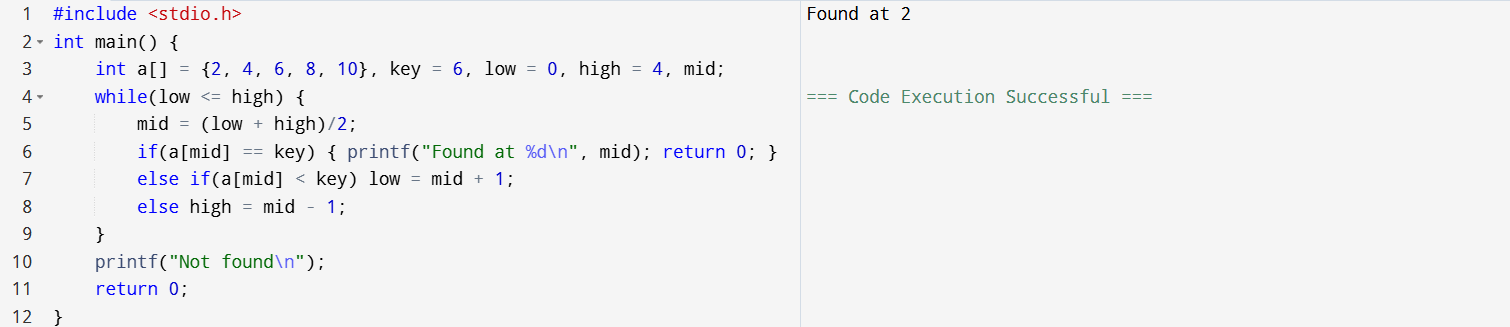 1 #include <stdio.h>
2 int main() {
3     int a[] = {2, 4, 6, 8, 10}, key = 6, low = 0, high = 4, mid;
4     while(low <= high) {
5         mid = (low + high)/2;
6         if(a[mid] == key) { printf("Found at %d\n", mid); return 0; }
7         else if(a[mid] < key) low = mid + 1;
8         else high = mid - 1;
9     }
10     printf("Not found\n");
11     return 0;
12 }
Found at 2
=== Code Execution Successful ===